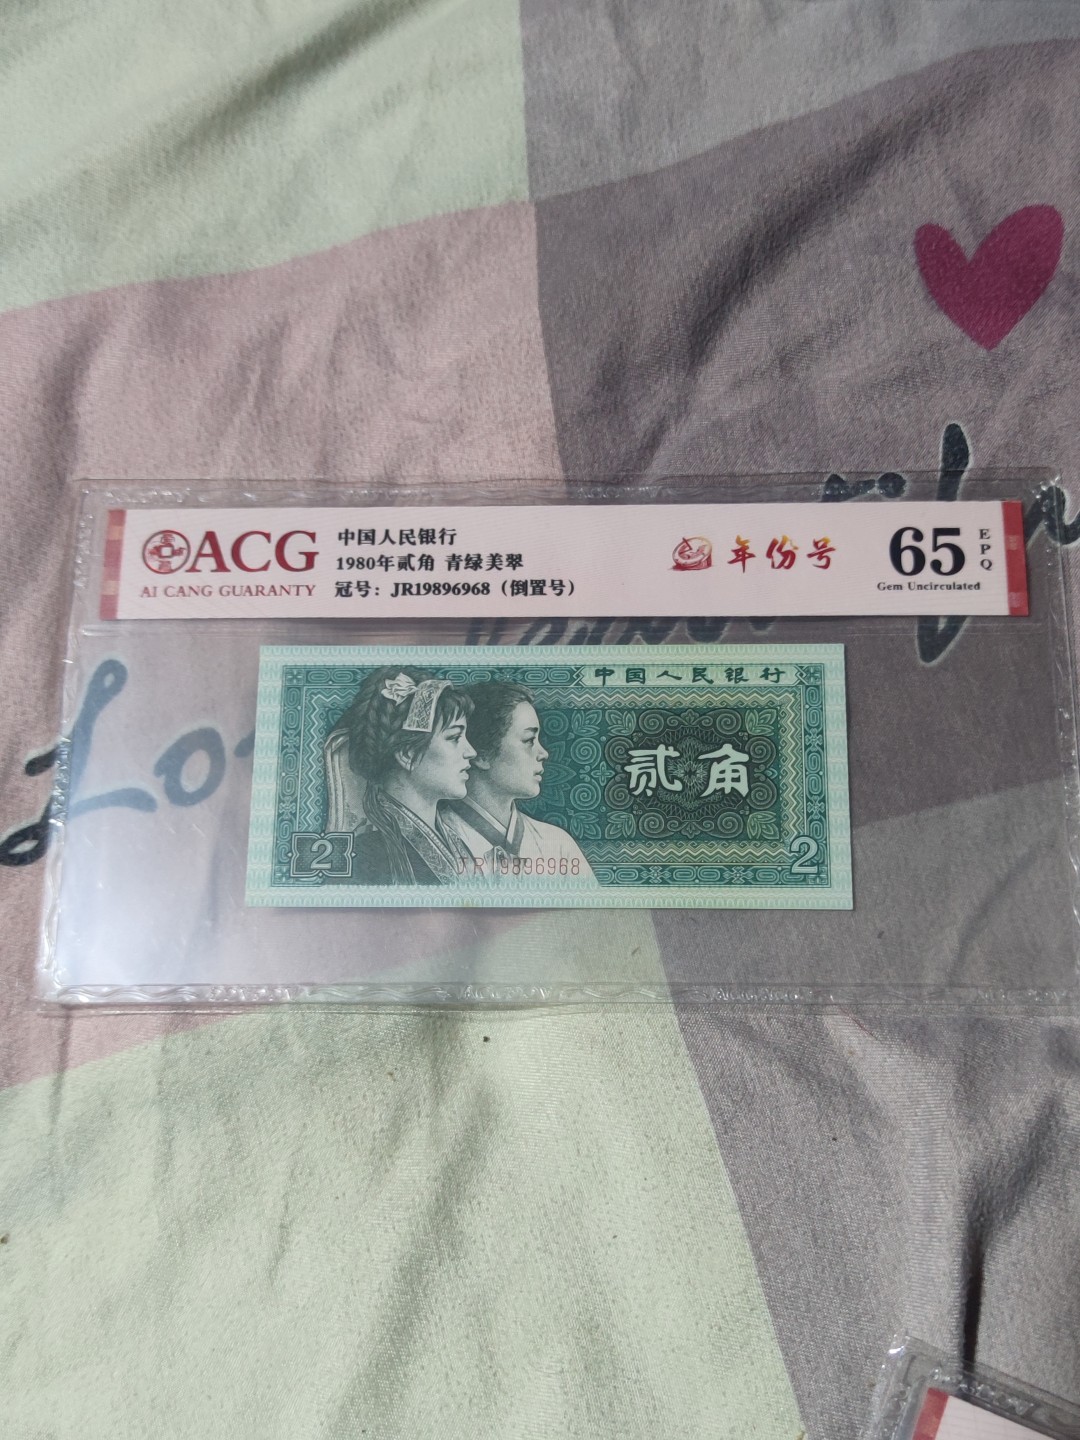 ACG
AI CANG GUARANTY
中国人民银行
1980年贰角 青绿美翠
冠号：JR19896968（倒置号）
年份号
65
EPQ
Gem Uncirculated
中国人民银行
贰角
2
JR19896968
2